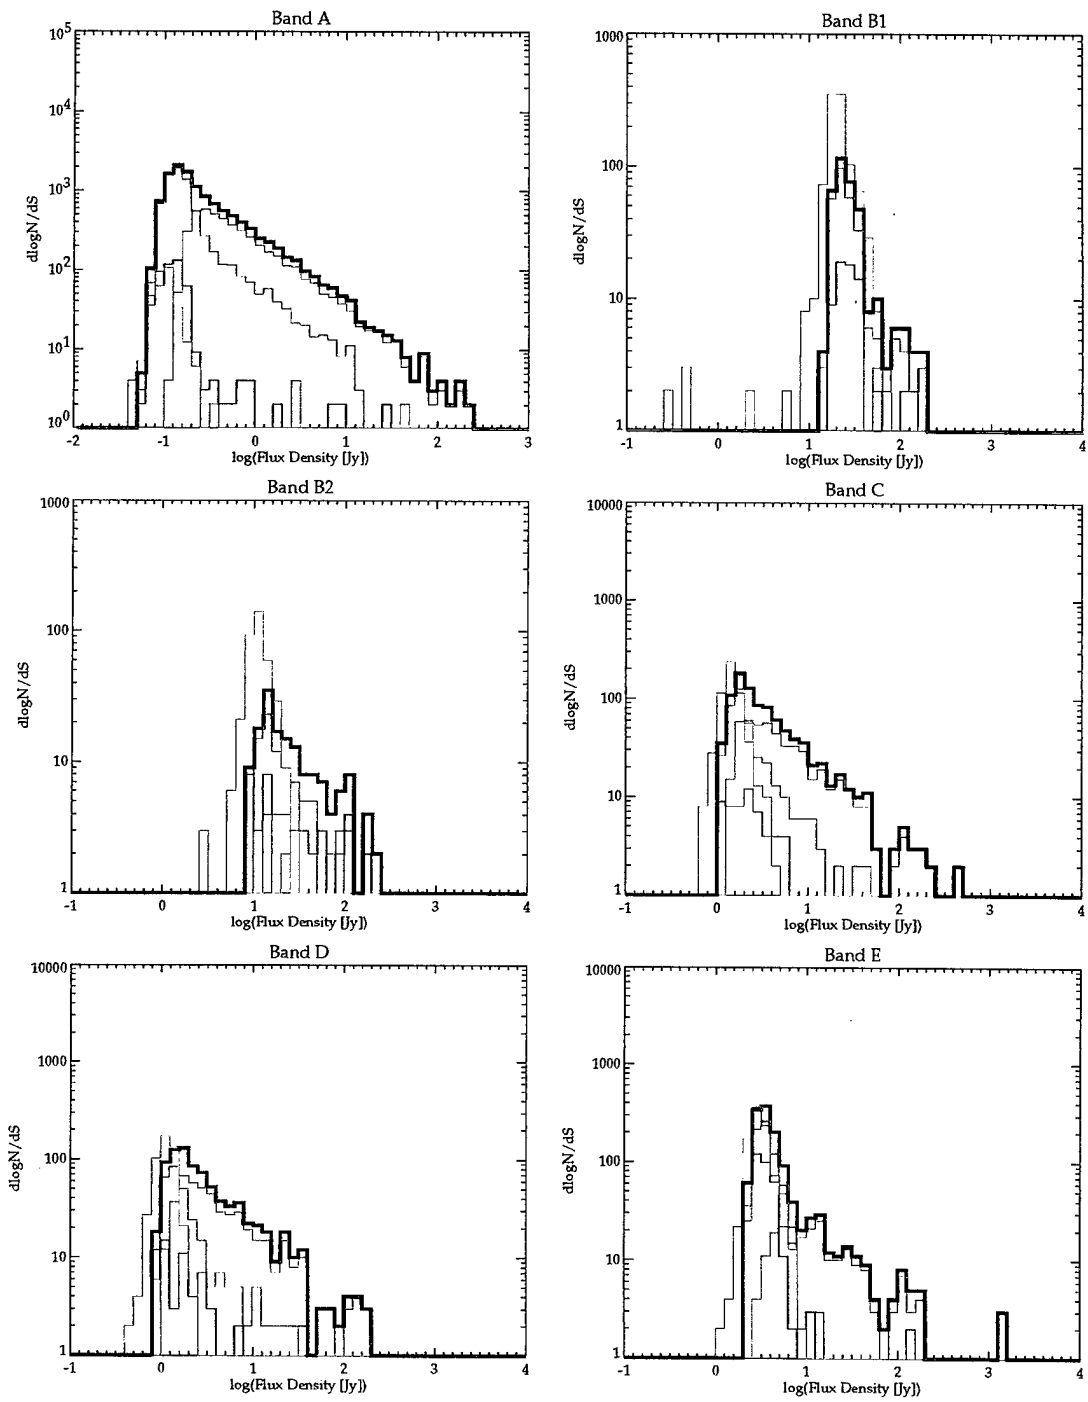 Band A
10^5
10^4
10^3
10^2
10^1
10^0
dlogN/dS
-2 -1 0 1 2 3
log(Flux Density [Jy])
Band B1
1000
100
10
1
dlogN/dS
-1 0 1 2 3 4
log(Flux Density [Jy])
Band B2
1000
100
10
1
dlogN/dS
-1 0 1 2 3 4
log(Flux Density [Jy])
Band C
10000
1000
100
10
1
dlogN/dS
-1 0 1 2 3 4
log(Flux Density [Jy])
Band D
10000
1000
100
10
1
dlogN/dS
-1 0 1 2 3 4
log(Flux Density [Jy])
Band E
10000
1000
100
10
1
dlogN/dS
-1 0 1 2 3 4
log(Flux Density [Jy])